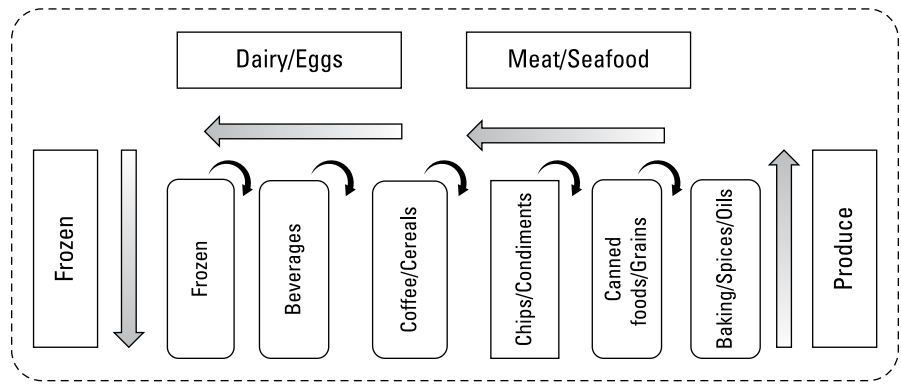 Dairy/Eggs
Meat/Seafood
Frozen
Frozen
Beverages
Coffee/Cereals
Chips/Condiments
Canned
foods/Grains
Baking/Spices/Oils
Produce